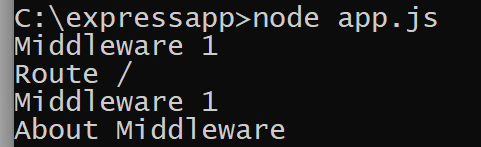 C:\expressapp>node app.js
Middleware 1
Route /
Middleware 1
About Middleware